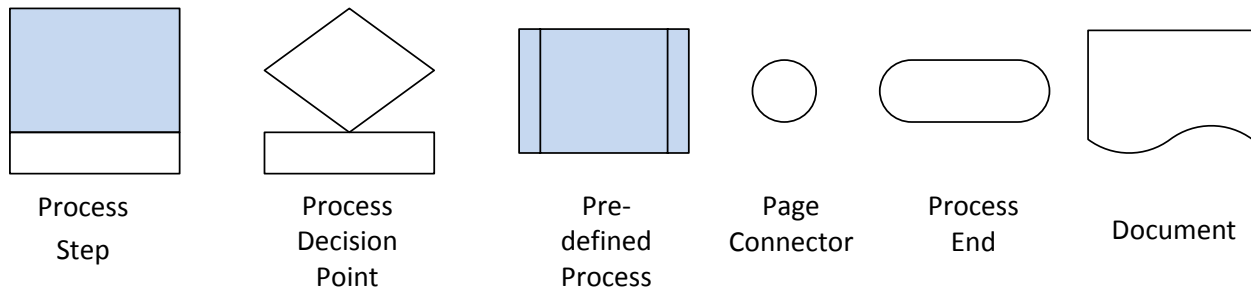 Process
Step
Process
Decision
Point
Pre-
defined
Process
Page
Connector
Process
End
Document